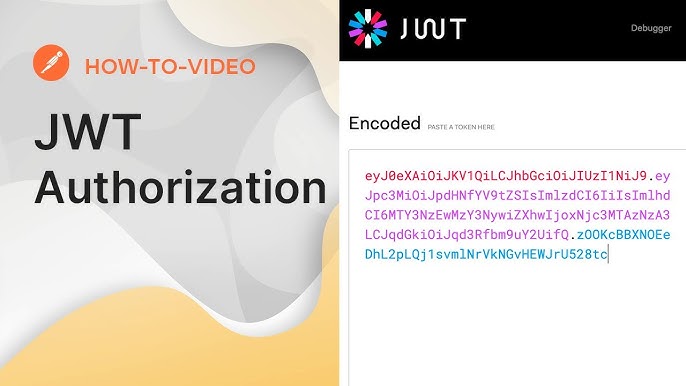 HOW-TO-VIDEO
JWT
Authorization
JWT
Debugger
Encoded PASTE A TOKEN HERE
eyJ0eXAiOiJKV1QiLCJhbGciOiJIUzI1NiJ9.ey
Jpc3MiOiJpdHNfYV9tZSIsImlzdCI6IiIsImlhd
CI6MTY3NzEwMzY3NywiZXhwIjoxNjc3MTAzNzA3
LCJqdGkiOiJqd3Rfbm9uY2UifQ.zOOKcBBXNOEe
DhL2pLQj1svmlNrVkNGvHEWJrU528tc